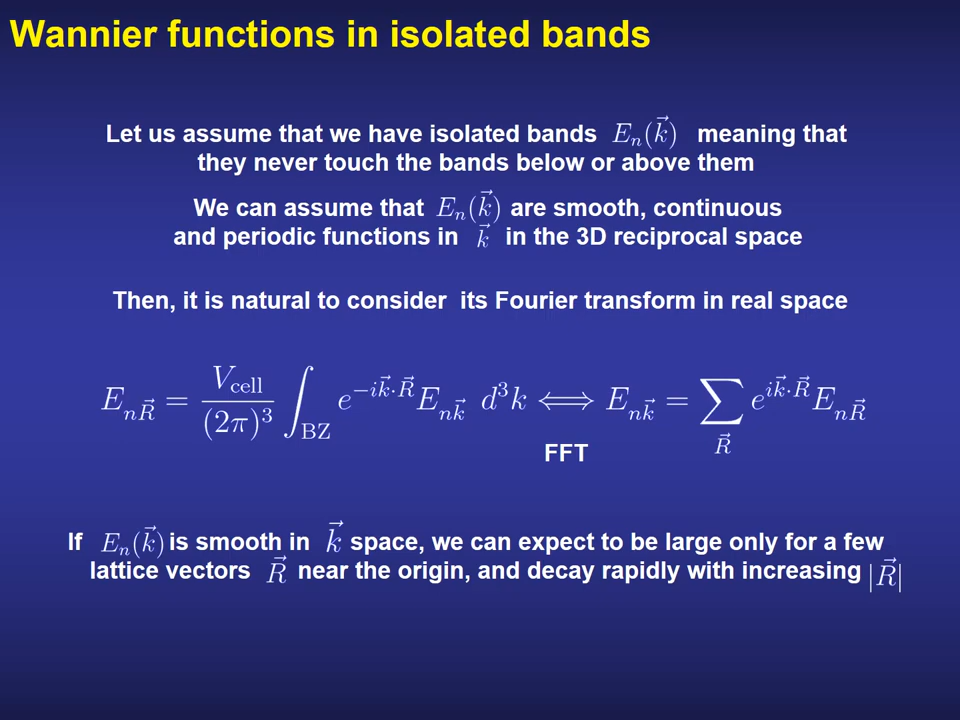 Wannier functions in isolated bands
Let us assume that we have isolated bands $E_n(\vec{k})$ meaning that
they never touch the bands below or above them
We can assume that $E_n(\vec{k})$ are smooth, continuous
and periodic functions in $\vec{k}$ in the 3D reciprocal space
Then, it is natural to consider its Fourier transform in real space
$E_{n\vec{R}} = \frac{V_{\text{cell}}}{(2\pi)^3} \int_{\text{BZ}} e^{-i\vec{k}\cdot\vec{R}} E_{n\vec{k}} \; d^3k \Longleftrightarrow E_{n\vec{k}} = \sum_{\vec{R}} e^{i\vec{k}\cdot\vec{R}} E_{n\vec{R}}$
FFT
If $E_n(\vec{k})$ is smooth in $\vec{k}$ space, we can expect to be large only for a few
lattice vectors $\vec{R}$ near the origin, and decay rapidly with increasing $|\vec{R}|$